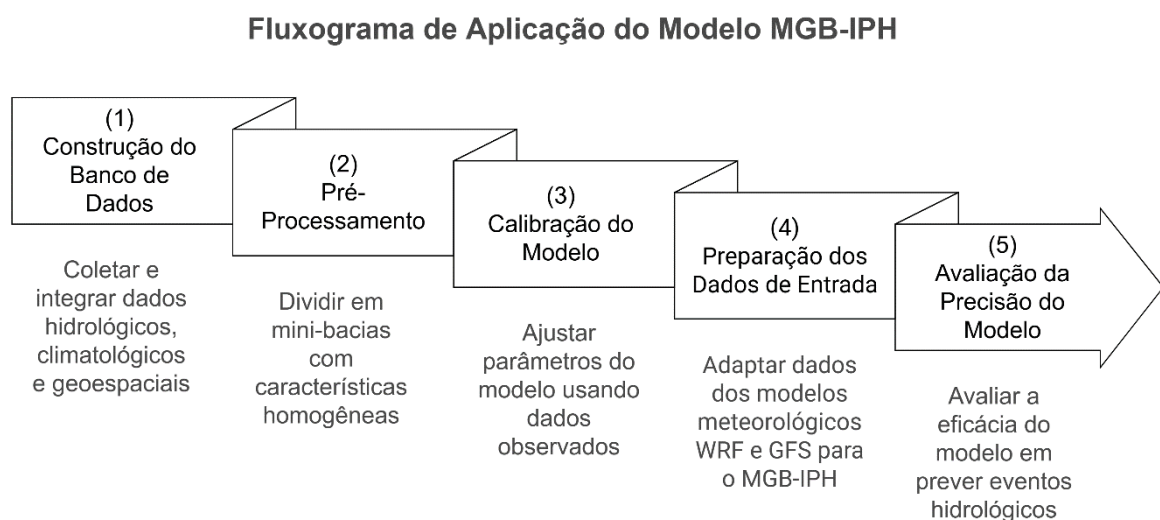 Fluxograma de Aplicação do Modelo MGB-IPH
(1)
Construção do
Banco de
Dados
Coletar e
integrar dados
hidrológicos,
climatológicos
e geoespaciais
(2)
Pré-
Processamento
Dividir em
mini-bacias
com
características
homogêneas
(3)
Calibração do
Modelo
Ajustar
parâmetros do
modelo usando
dados
observados
(4)
Preparação dos
Dados de Entrada
Adaptar dados
dos modelos
meteorológicos
WRF e GFS para
o MGB-IPH
(5)
Avaliação da
Precisão do
Modelo
Avaliar a
eficácia do
modelo em
prever eventos
hidrológicos